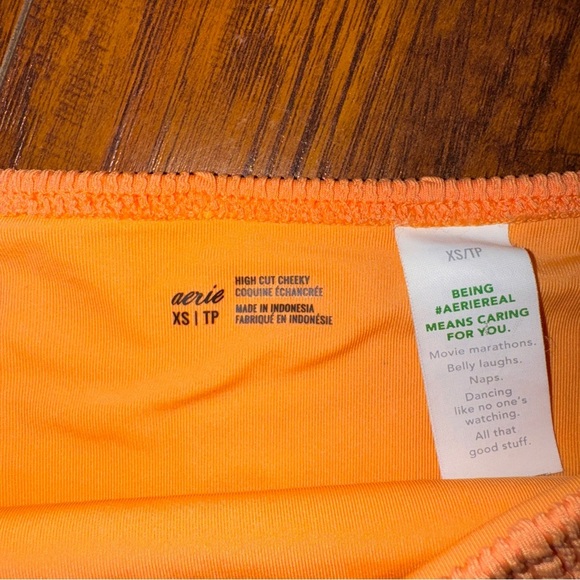 aerie
XS | TP
HIGH CUT CHEEKY
COQUINE ÉCHANCRÉE
MADE IN INDONESIA
FABRIQUÉ EN INDONÉSIE
XS/TP
BEING
#AERIEREAL
MEANS CARING
FOR YOU.
Movie marathons.
Belly laughs.
Naps.
Dancing
like no one's
watching.
All that
good stuff.